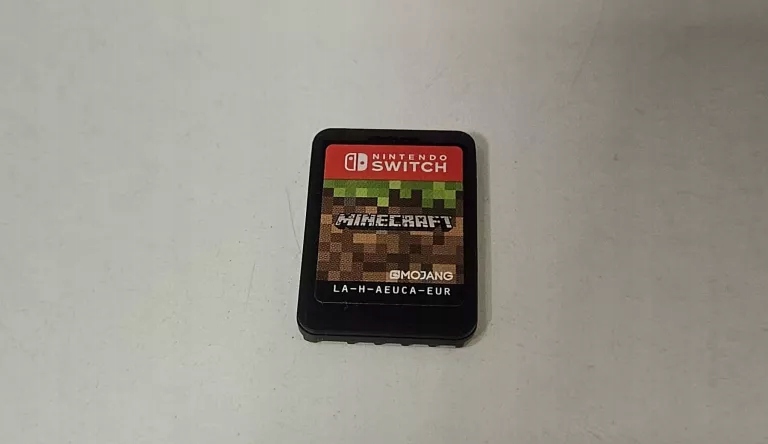 NINTENDO
SWITCH
MINECRAFT
MOJANG
LA-H-AEUCA-EUR